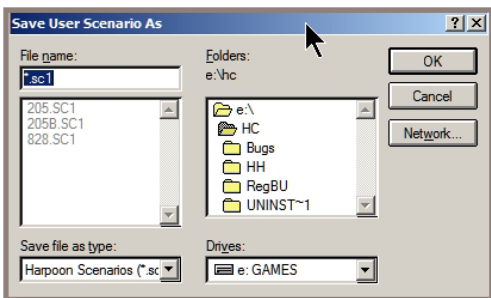 Save User Scenario As
File name:
*.sc1
205.SC1
205B.SC1
828.SC1
Save file as type:
Harpoon Scenarios (*.sc
Folders:
e:\hc
e:\
HC
Bugs
HH
RegBU
UNINST~1
Drives:
e: GAMES
OK
Cancel
Network...